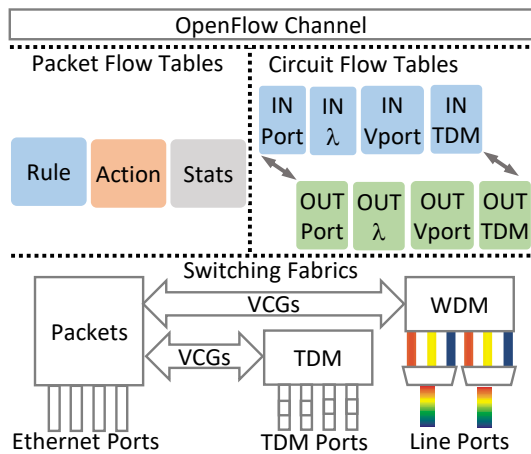 OpenFlow Channel
Packet Flow Tables
Circuit Flow Tables
Rule
Action
Stats
IN Port
IN λ
IN Vport
IN TDM
OUT Port
OUT λ
OUT Vport
OUT TDM
Switching Fabrics
VCGs
Packets
WDM
VCGs
TDM
Ethernet Ports
TDM Ports
Line Ports